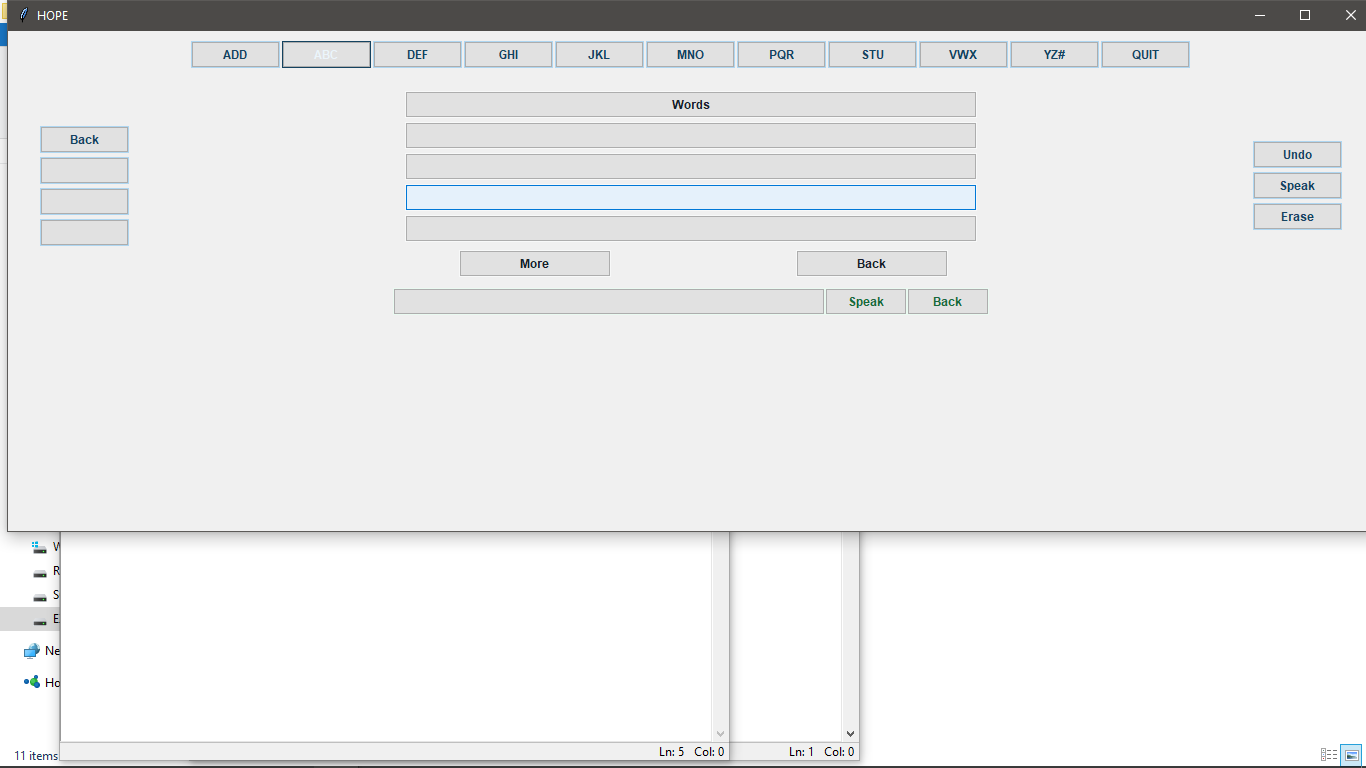 HOPE
ADD ABC DEF GHI JKL MNO PQR STU VWX YZ# QUIT
Words
Back
Undo
Speak
Erase
More Back
Speak Back
W
R
S
E
Ne
Ho
11 items
Ln: 5 Col: 0
Ln: 1 Col: 0